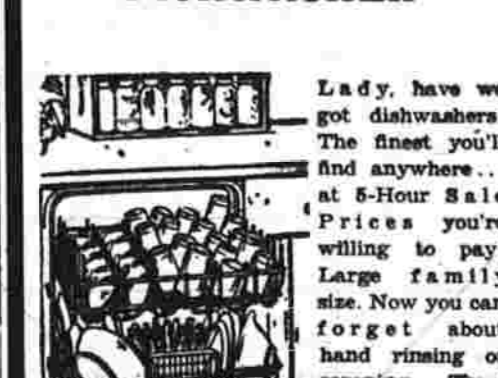 Lady, have we
got dishwashers
The finest you'l
find anywhere..
at 5-Hour Sale
Prices you're
willing to pay
Large family
size. Now you can
forget about
hand rinsing o